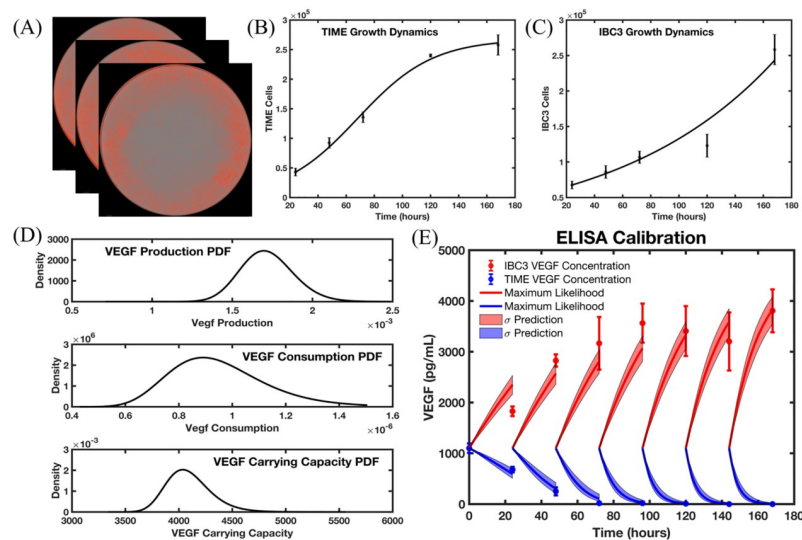 (A)
(B)
TIME Growth Dynamics
×10^5
3
2.5
2
1.5
1
0.5
0
TIME Cells
20 40 60 80 100 120 140 160 180
Time (hours)
(C)
IBC3 Growth Dynamics
×10^5
3
2.5
2
1.5
1
0.5
IBC3 Cells
20 40 60 80 100 120 140 160 180
Time (hours)
(D)
VEGF Production PDF
3000
2000
1000
0
Density
0.5 1 1.5 2 2.5
Vegf Production
×10^-3
VEGF Consumption PDF
×10^6
3
2
1
0
Density
0.4 0.6 0.8 1 1.2 1.4 1.6
Vegf Consumption
×10^-6
VEGF Carrying Capacity PDF
×10^-3
3
2
1
0
Density
3000 3500 4000 4500 5000 5500 6000
VEGF Carrying Capacity
(E)
ELISA Calibration
IBC3 VEGF Concentration
TIME VEGF Concentration
Maximum Likelihood
Maximum Likelihood
σ Prediction
σ Prediction
5000
4000
3000
2000
1000
0
VEGF (pg/mL)
0 20 40 60 80 100 120 140 160 180
Time (hours)